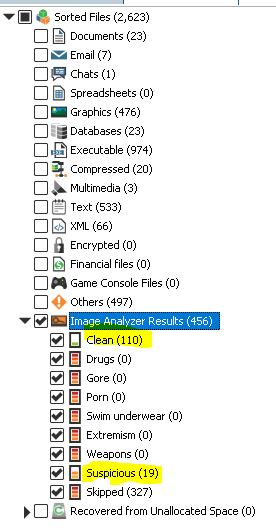 Sorted Files (2,623)
Documents (23)
Email (7)
Chats (1)
Spreadsheets (0)
Graphics (476)
Databases (23)
Executable (974)
Compressed (20)
Multimedia (3)
Text (533)
XML (66)
Encrypted (0)
Financial files (0)
Game Console Files (0)
Others (497)
Image Analyzer Results (456)
Clean (110)
Drugs (0)
Gore (0)
Porn (0)
Swim underwear (0)
Extremism (0)
Weapons (0)
Suspicious (19)
Skipped (327)
Recovered from Unallocated Space (0)